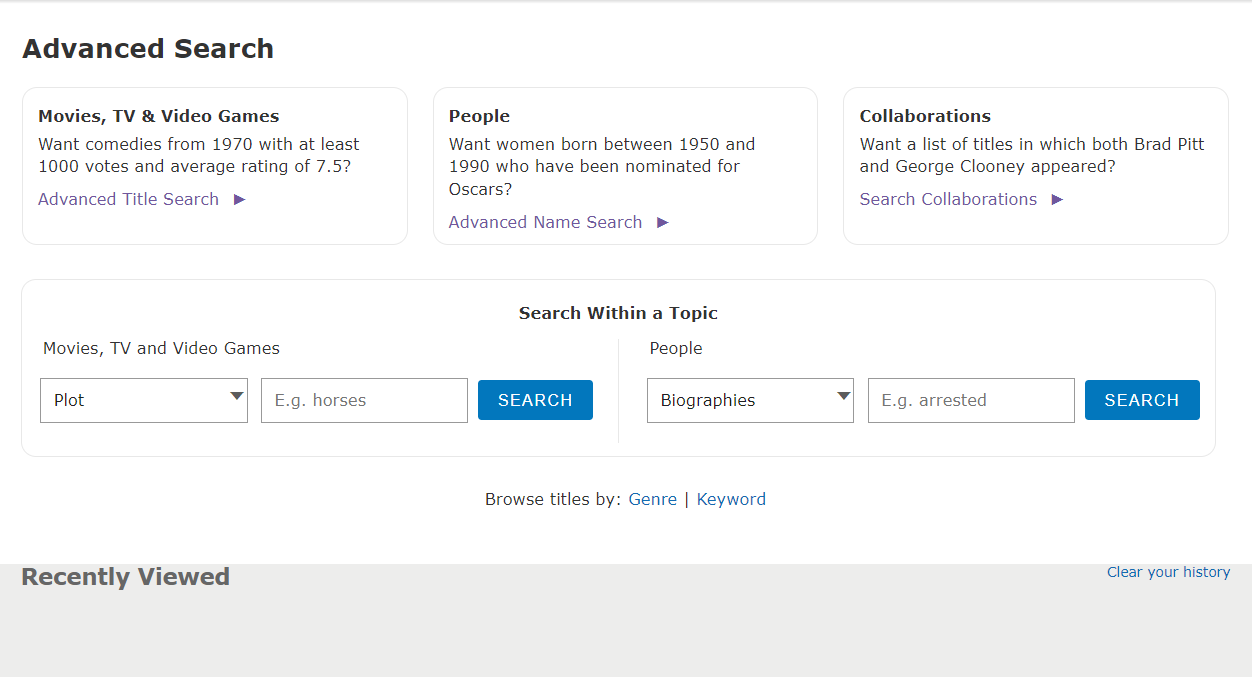 Advanced Search
Movies, TV & Video Games
Want comedies from 1970 with at least
1000 votes and average rating of 7.5?
Advanced Title Search ►
People
Want women born between 1950 and
1990 who have been nominated for
Oscars?
Advanced Name Search ►
Collaborations
Want a list of titles in which both Brad Pitt
and George Clooney appeared?
Search Collaborations ►
Search Within a Topic
Movies, TV and Video Games
Plot
E.g. horses
SEARCH
People
Biographies
E.g. arrested
SEARCH
Browse titles by: Genre | Keyword
Recently Viewed
Clear your history